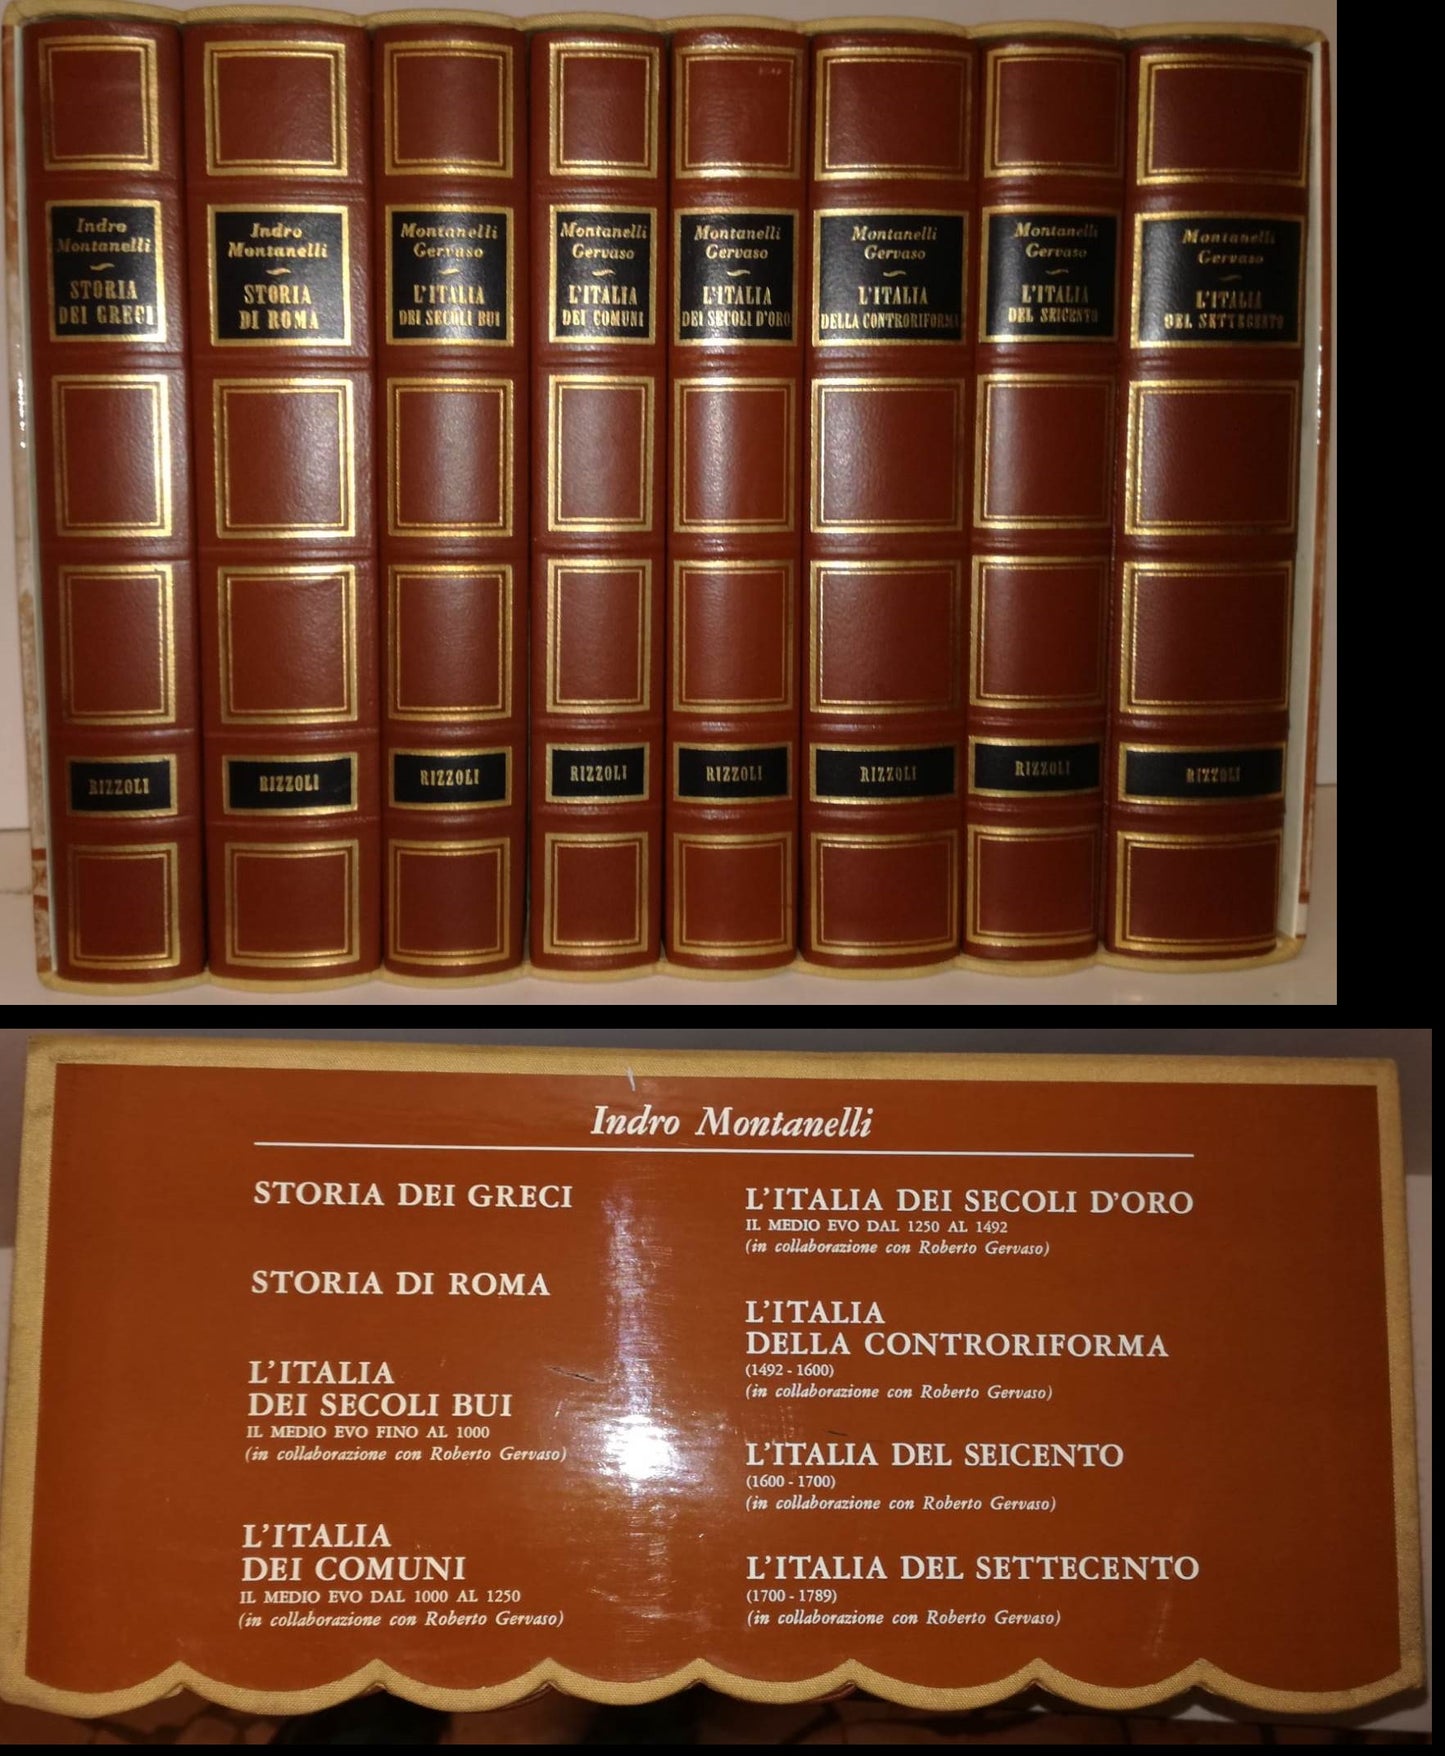 Indro
Montanelli
STORIA
DEI GRECI
RIZZOLI
Indro
Montanelli
STORIA
DI ROMA
RIZZOLI
Montanelli
Gervaso
L'ITALIA
DEI SECOLI BUI
RIZZOLI
Montanelli
Gervaso
L'ITALIA
DEI COMUNI
RIZZOLI
Montanelli
Gervaso
L'ITALIA
DEI SECOLI D'ORO
RIZZOLI
Montanelli
Gervaso
L'ITALIA
DELLA CONTRORIFORMA
RIZZOLI
Montanelli
Gervaso
L'ITALIA
DEL SEICENTO
RIZZOLI
Montanelli
Gervaso
L'ITALIA
DEL SETTECENTO
RIZZOLI
Indro Montanelli
STORIA DEI GRECI
STORIA DI ROMA
L'ITALIA
DEI SECOLI BUI
IL MEDIO EVO FINO AL 1000
(in collaborazione con Roberto Gervaso)
L'ITALIA
DEI COMUNI
IL MEDIO EVO DAL 1000 AL 1250
(in collaborazione con Roberto Gervaso)
L'ITALIA DEI SECOLI D'ORO
IL MEDIO EVO DAL 1250 AL 1492
(in collaborazione con Roberto Gervaso)
L'ITALIA
DELLA CONTRORIFORMA
(1492 - 1600)
(in collaborazione con Roberto Gervaso)
L'ITALIA DEL SEICENTO
(1600 - 1700)
(in collaborazione con Roberto Gervaso)
L'ITALIA DEL SETTECENTO
(1700 - 1789)
(in collaborazione con Roberto Gervaso)